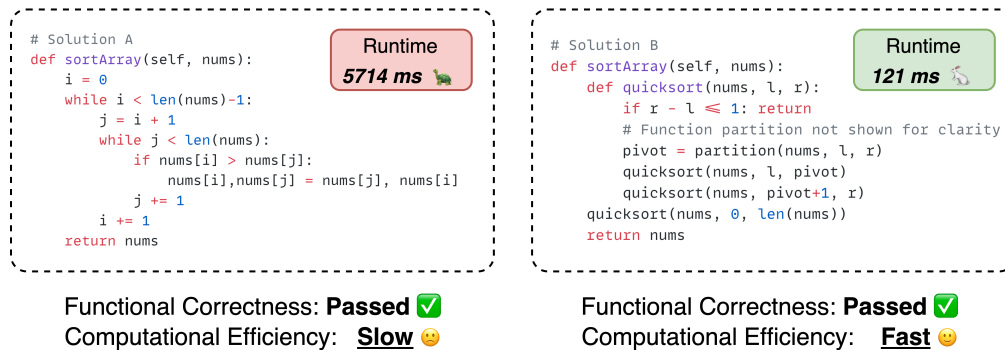 # Solution A
def sortArray(self, nums):
    i = 0
    while i < len(nums)-1:
        j = i + 1
        while j < len(nums):
            if nums[i] > nums[j]:
                nums[i],nums[j] = nums[j], nums[i]
            j += 1
        i += 1
    return nums
Runtime
5714 ms 🐢
Functional Correctness: Passed ✅
Computational Efficiency: Slow 🙁
# Solution B
def sortArray(self, nums):
    def quicksort(nums, l, r):
        if r - l <= 1: return
        # Function partition not shown for clarity
        pivot = partition(nums, l, r)
        quicksort(nums, l, pivot)
        quicksort(nums, pivot+1, r)
    quicksort(nums, 0, len(nums))
    return nums
Runtime
121 ms 🐇
Functional Correctness: Passed ✅
Computational Efficiency: Fast 🙂